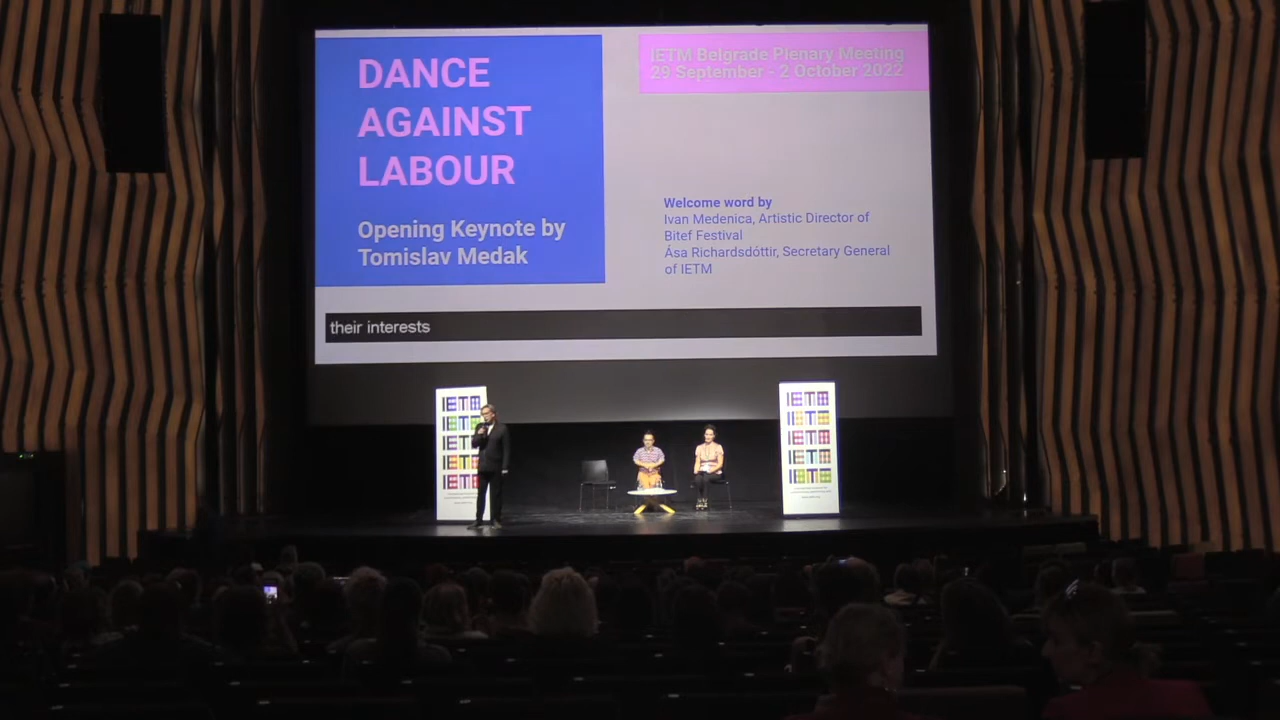 DANCE
AGAINST
LABOUR
Opening Keynote by
Tomislav Medak
IETM Belgrade Plenary Meeting
29 September - 2 October 2022
Welcome word by
Ivan Medenica, Artistic Director of
Bitef Festival
Ása Richardsdóttir, Secretary General
of IETM
their interests
IETM
IETM
IETM
IETM
IETM
IETM
IETM
IETM
IETM
IETM